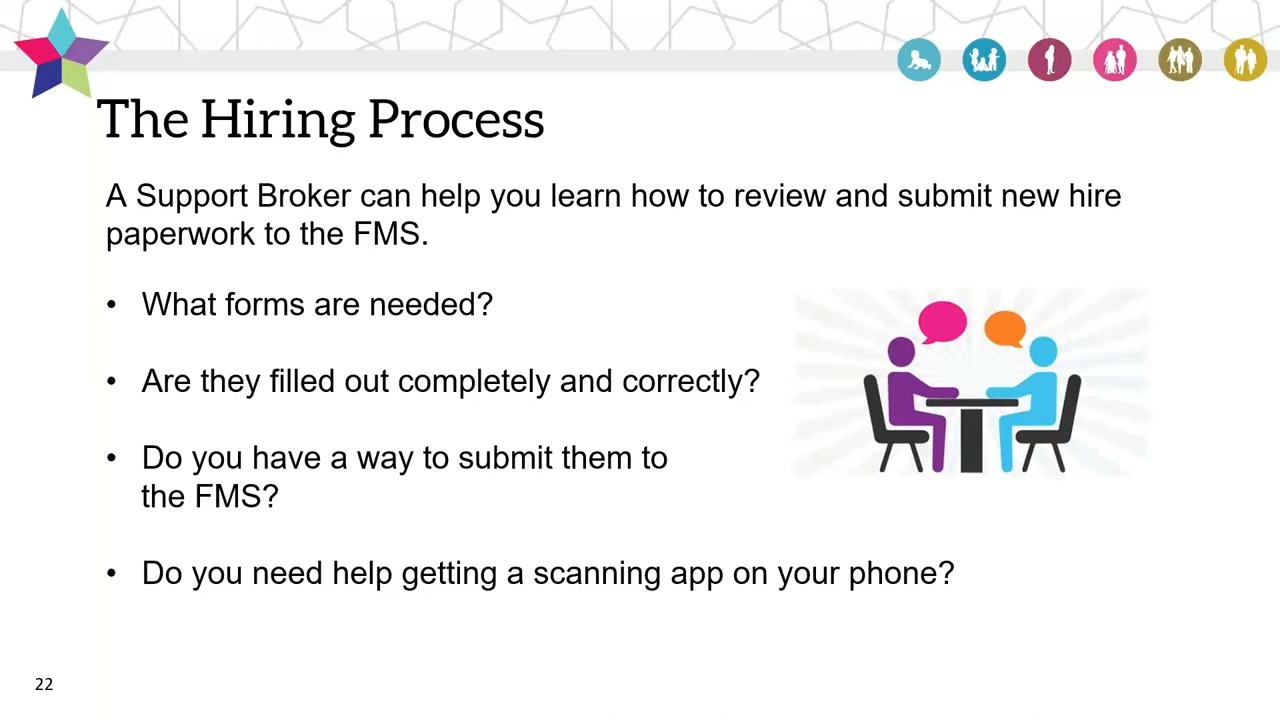 The Hiring Process
A Support Broker can help you learn how to review and submit new hire
paperwork to the FMS.
• What forms are needed?
• Are they filled out completely and correctly?
• Do you have a way to submit them to
the FMS?
• Do you need help getting a scanning app on your phone?
22